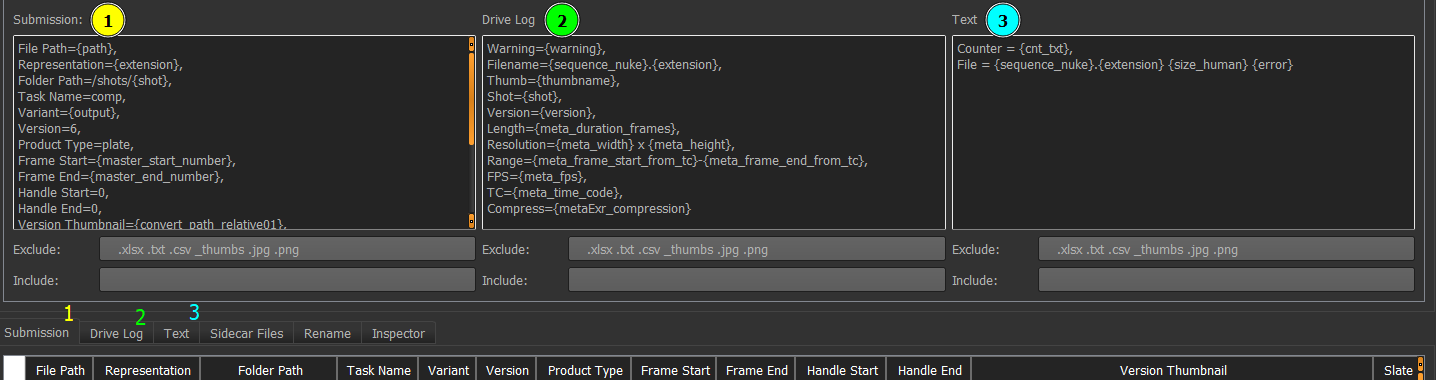 Submission: 1
File Path={path},
Representation={extension},
Folder Path=/shots/{shot},
Task Name=comp,
Variant={output},
Version=6,
Product Type=plate,
Frame Start={master_start_number},
Frame End={master_end_number},
Handle Start=0,
Handle End=0,
Version Thumbnail={convert_path_relative01},
Exclude: .xlsx .txt .csv _thumbs .jpg .png
Include:
Drive Log 2
Warning={warning},
Filename={sequence_nuke}.{extension},
Thumb={thumbname},
Shot={shot},
Version={version},
Length={meta_duration_frames},
Resolution={meta_width} x {meta_height},
Range={meta_frame_start_from_tc}-{meta_frame_end_from_tc},
FPS={meta_fps},
TC={meta_time_code},
Compress={metaExr_compression}
Exclude: .xlsx .txt .csv _thumbs .jpg .png
Include:
Text 3
Counter = {cnt_txt},
File = {sequence_nuke}.{extension} {size_human} {error}
Exclude: .xlsx .txt .csv _thumbs .jpg .png
Include:
1 2 3
Submission Drive Log Text Sidecar Files Rename Inspector
File Path Representation Folder Path Task Name Variant Version Product Type Frame Start Frame End Handle Start Handle End Version Thumbnail Slate